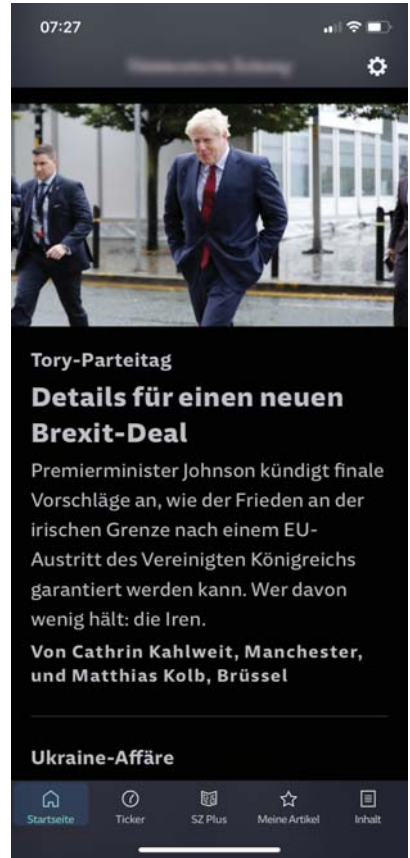 07:27
Tory-Parteitag
Details für einen neuen
Brexit-Deal
Premierminister Johnson kündigt finale
Vorschläge an, wie der Frieden an der
irischen Grenze nach einem EU-
Austritt des Vereinigten Königreichs
garantiert werden kann. Wer davon
wenig hält: die Iren.
Von Cathrin Kahlweit, Manchester,
und Matthias Kolb, Brüssel
Ukraine-Affäre
Startseite Ticker SZ Plus Meine Artikel Inhalt